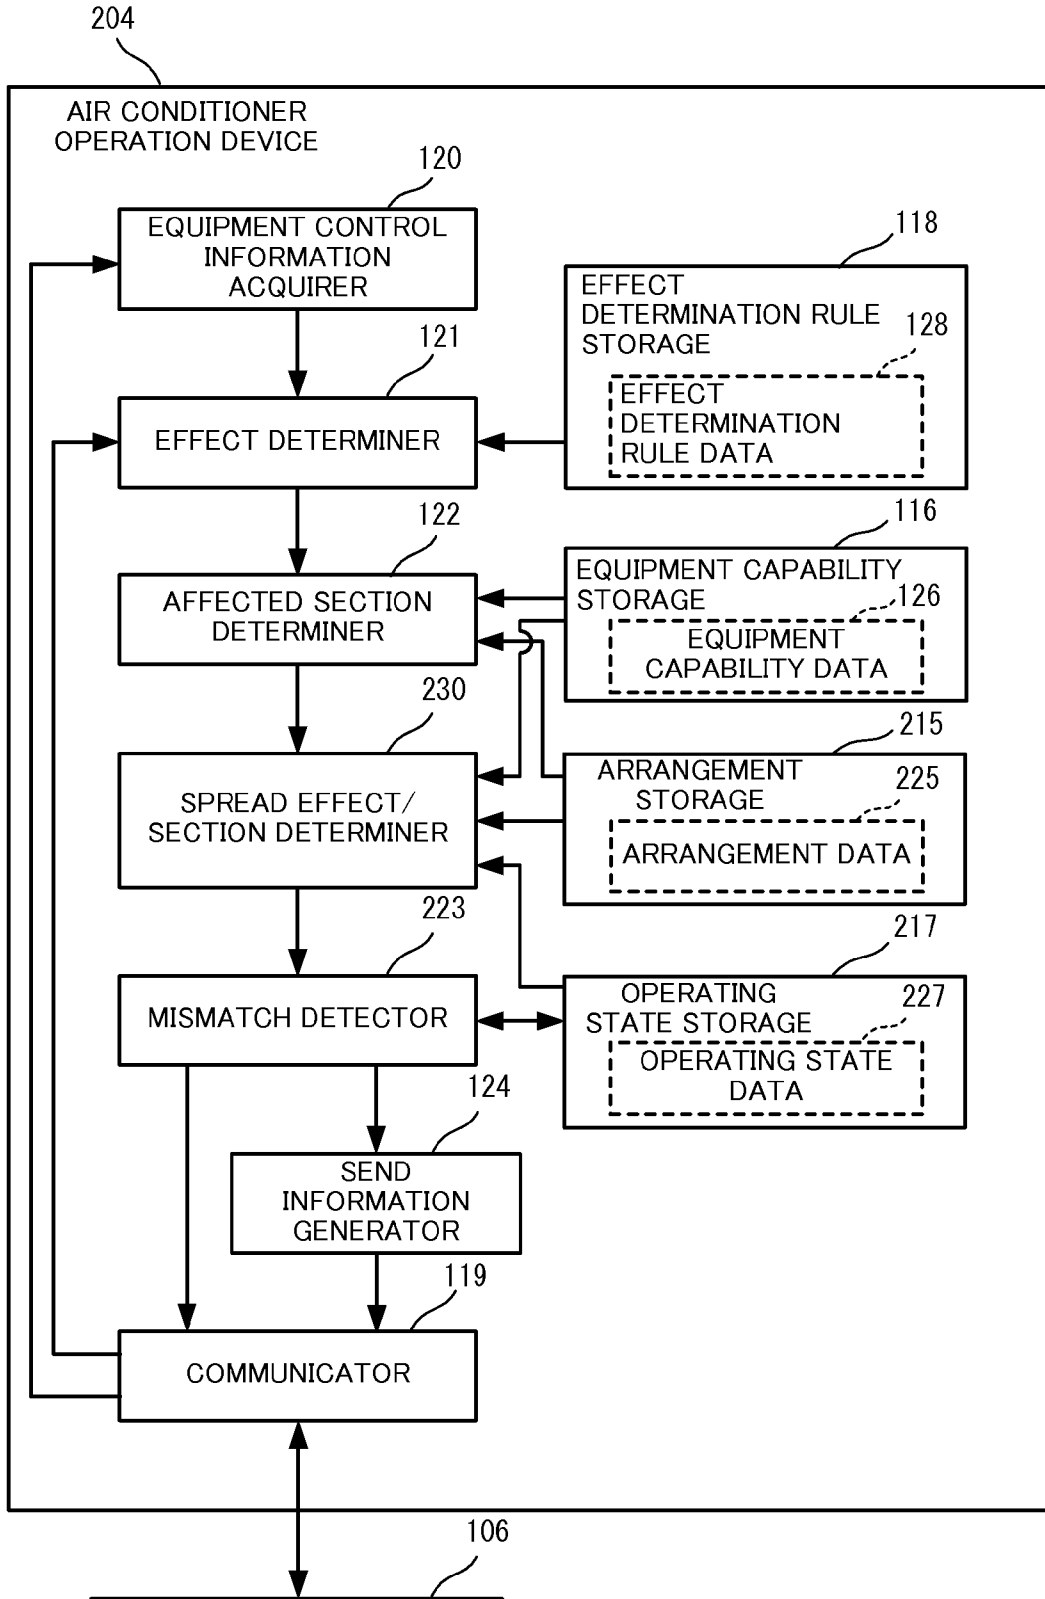 204
AIR CONDITIONER
OPERATION DEVICE
120
EQUIPMENT CONTROL
INFORMATION
ACQUIRER
118
EFFECT
DETERMINATION RULE
STORAGE
128
EFFECT
DETERMINATION
RULE DATA
121
EFFECT DETERMINER
122
AFFECTED SECTION
DETERMINER
116
EQUIPMENT CAPABILITY
STORAGE
126
EQUIPMENT
CAPABILITY DATA
230
SPREAD EFFECT/
SECTION DETERMINER
215
ARRANGEMENT
STORAGE
225
ARRANGEMENT DATA
223
MISMATCH DETECTOR
217
OPERATING
STATE STORAGE
227
OPERATING STATE
DATA
124
SEND
INFORMATION
GENERATOR
119
COMMUNICATOR
106